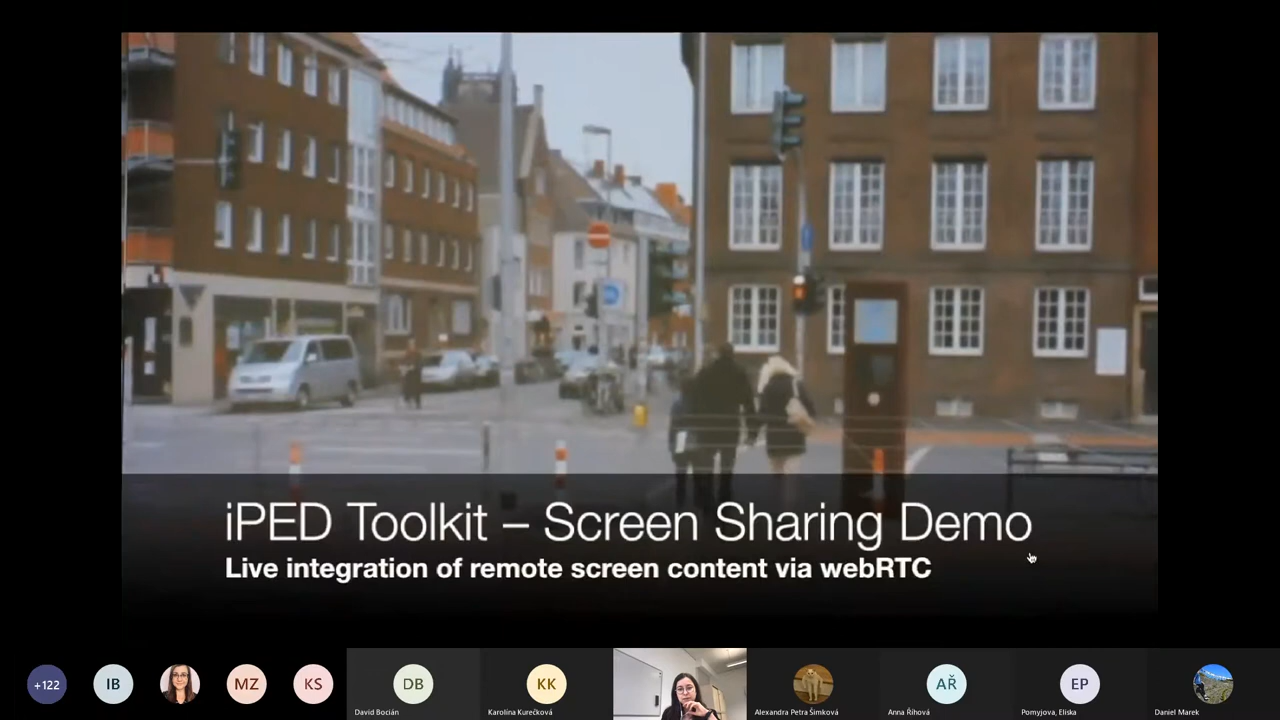 iPED Toolkit – Screen Sharing Demo
Live integration of remote screen content via webRTC
+122
IB
MZ
KS
DB
KK
AŘ
EP
David Bocián
Karolína Kurečková
Alexandra Petra Šimková
Anna Říhová
Pomyjova, Eliska
Daniel Marek